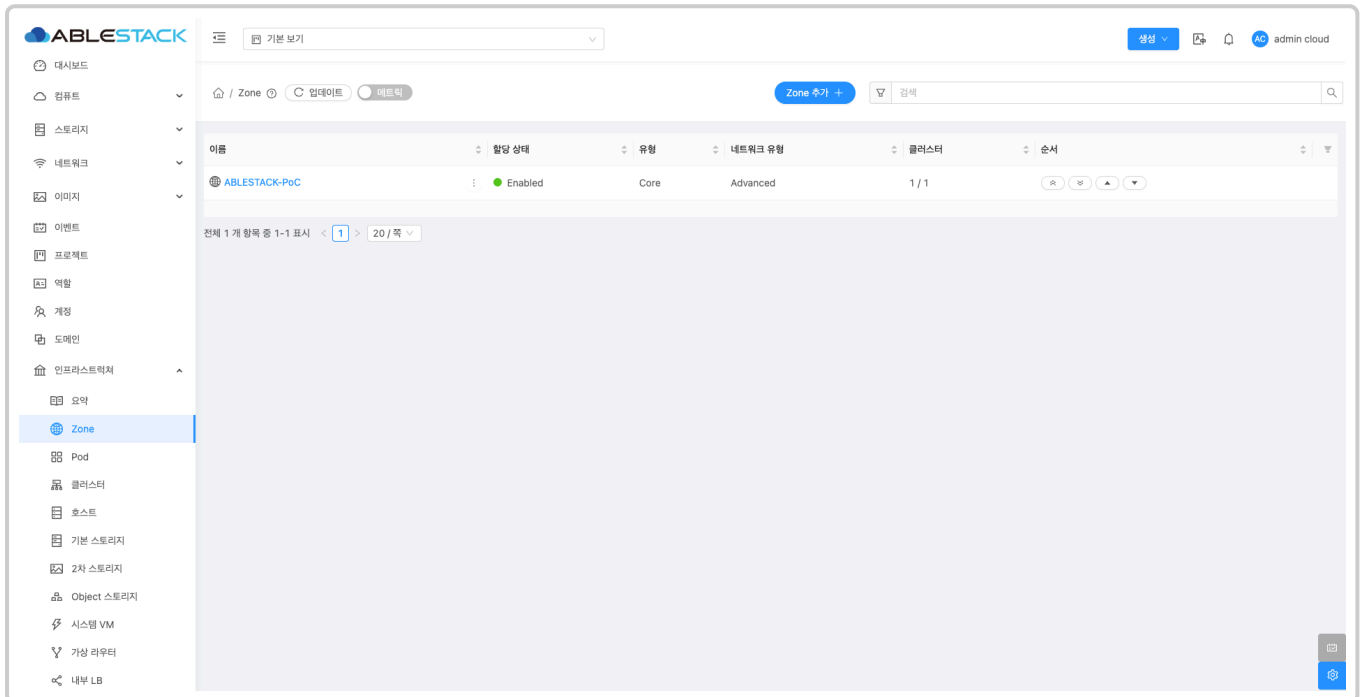 ABLESTACK
기본 보기
생성
AC admin cloud
대시보드
컴퓨트
스토리지
네트워크
이미지
이벤트
프로젝트
역할
계정
도메인
인프라스트럭쳐
요약
Zone
Pod
클러스터
호스트
기본 스토리지
2차 스토리지
Object 스토리지
시스템 VM
가상 라우터
내부 LB
/ Zone 업데이트 메트릭
Zone 추가 +
검색
이름 할당 상태 유형 네트워크 유형 클러스터 순서
ABLESTACK-PoC Enabled Core Advanced 1 / 1
전체 1 개 항목 중 1-1 표시 < 1 > 20 / 쪽